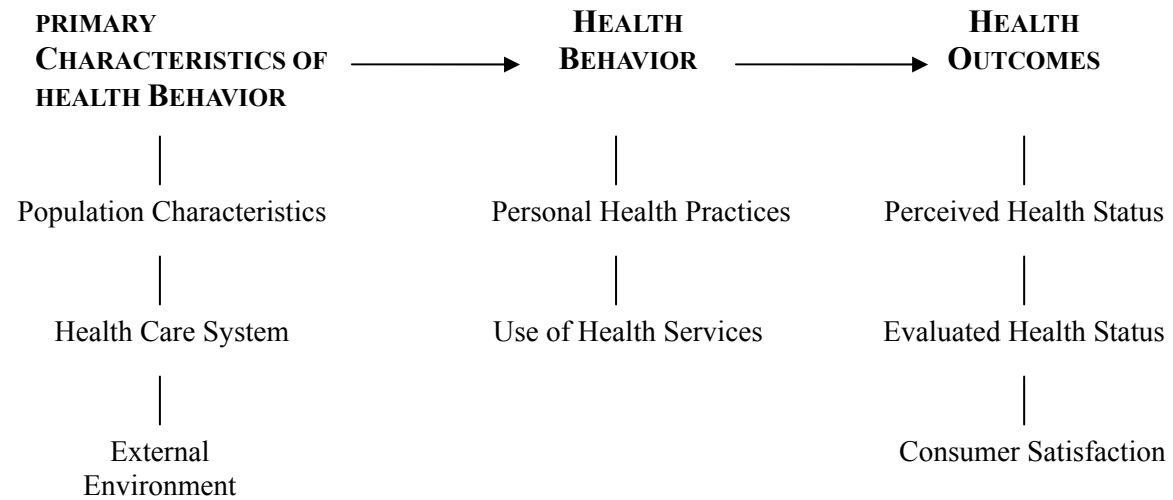 PRIMARY
CHARACTERISTICS OF
HEALTH BEHAVIOR
HEALTH
BEHAVIOR
HEALTH
OUTCOMES
Population Characteristics
Personal Health Practices
Perceived Health Status
Health Care System
Use of Health Services
Evaluated Health Status
External
Environment
Consumer Satisfaction